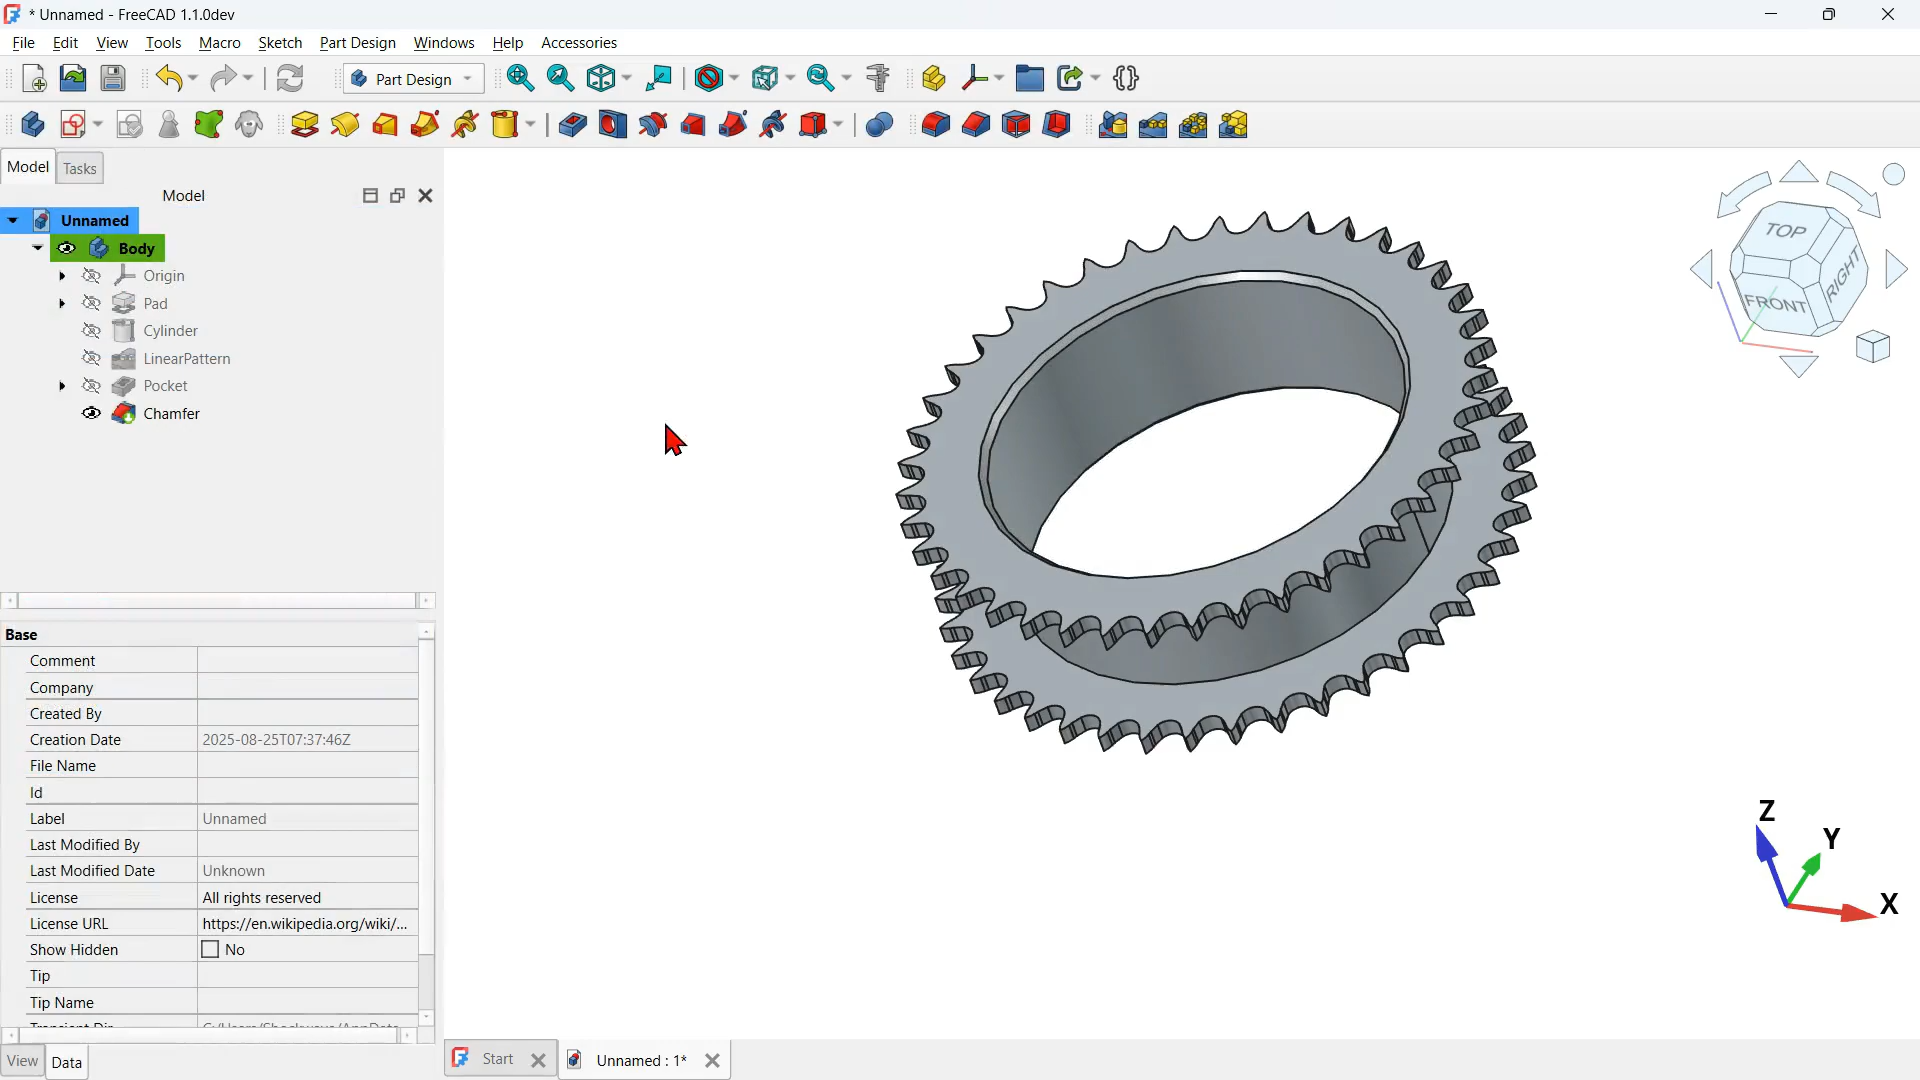 * Unnamed - FreeCAD 1.1.0dev
File Edit View Tools Macro Sketch Part Design Windows Help Accessories
Part Design
Model Tasks
Model
Unnamed
Body
Origin
Pad
Cylinder
LinearPattern
Pocket
Chamfer
TOP
FRONT
RIGHT
Base
Comment
Company
Created By
Creation Date 2025-08-25T07:37:46Z
File Name
Id
Label Unnamed
Last Modified By
Last Modified Date Unknown
License All rights reserved
License URL https://en.wikipedia.org/wiki/...
Show Hidden No
Tip
Tip Name
Z
Y
X
View Data
Start
Unnamed : 1*